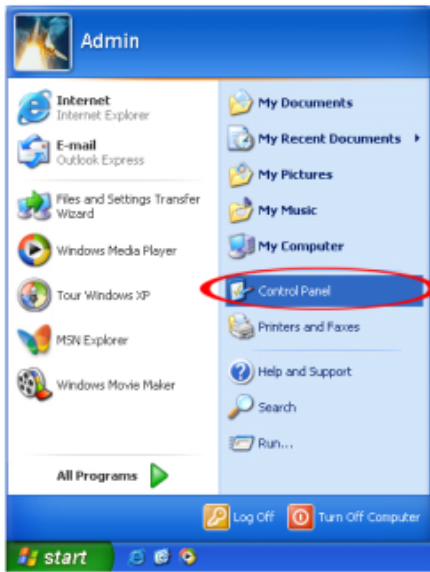 Admin
Internet
Internet Explorer
E-mail
Outlook Express
Files and Settings Transfer
Wizard
Windows Media Player
Tour Windows XP
MSN Explorer
Windows Movie Maker
All Programs
My Documents
My Recent Documents
My Pictures
My Music
My Computer
Control Panel
Printers and Faxes
Help and Support
Search
Run...
Log Off
Turn Off Computer
start